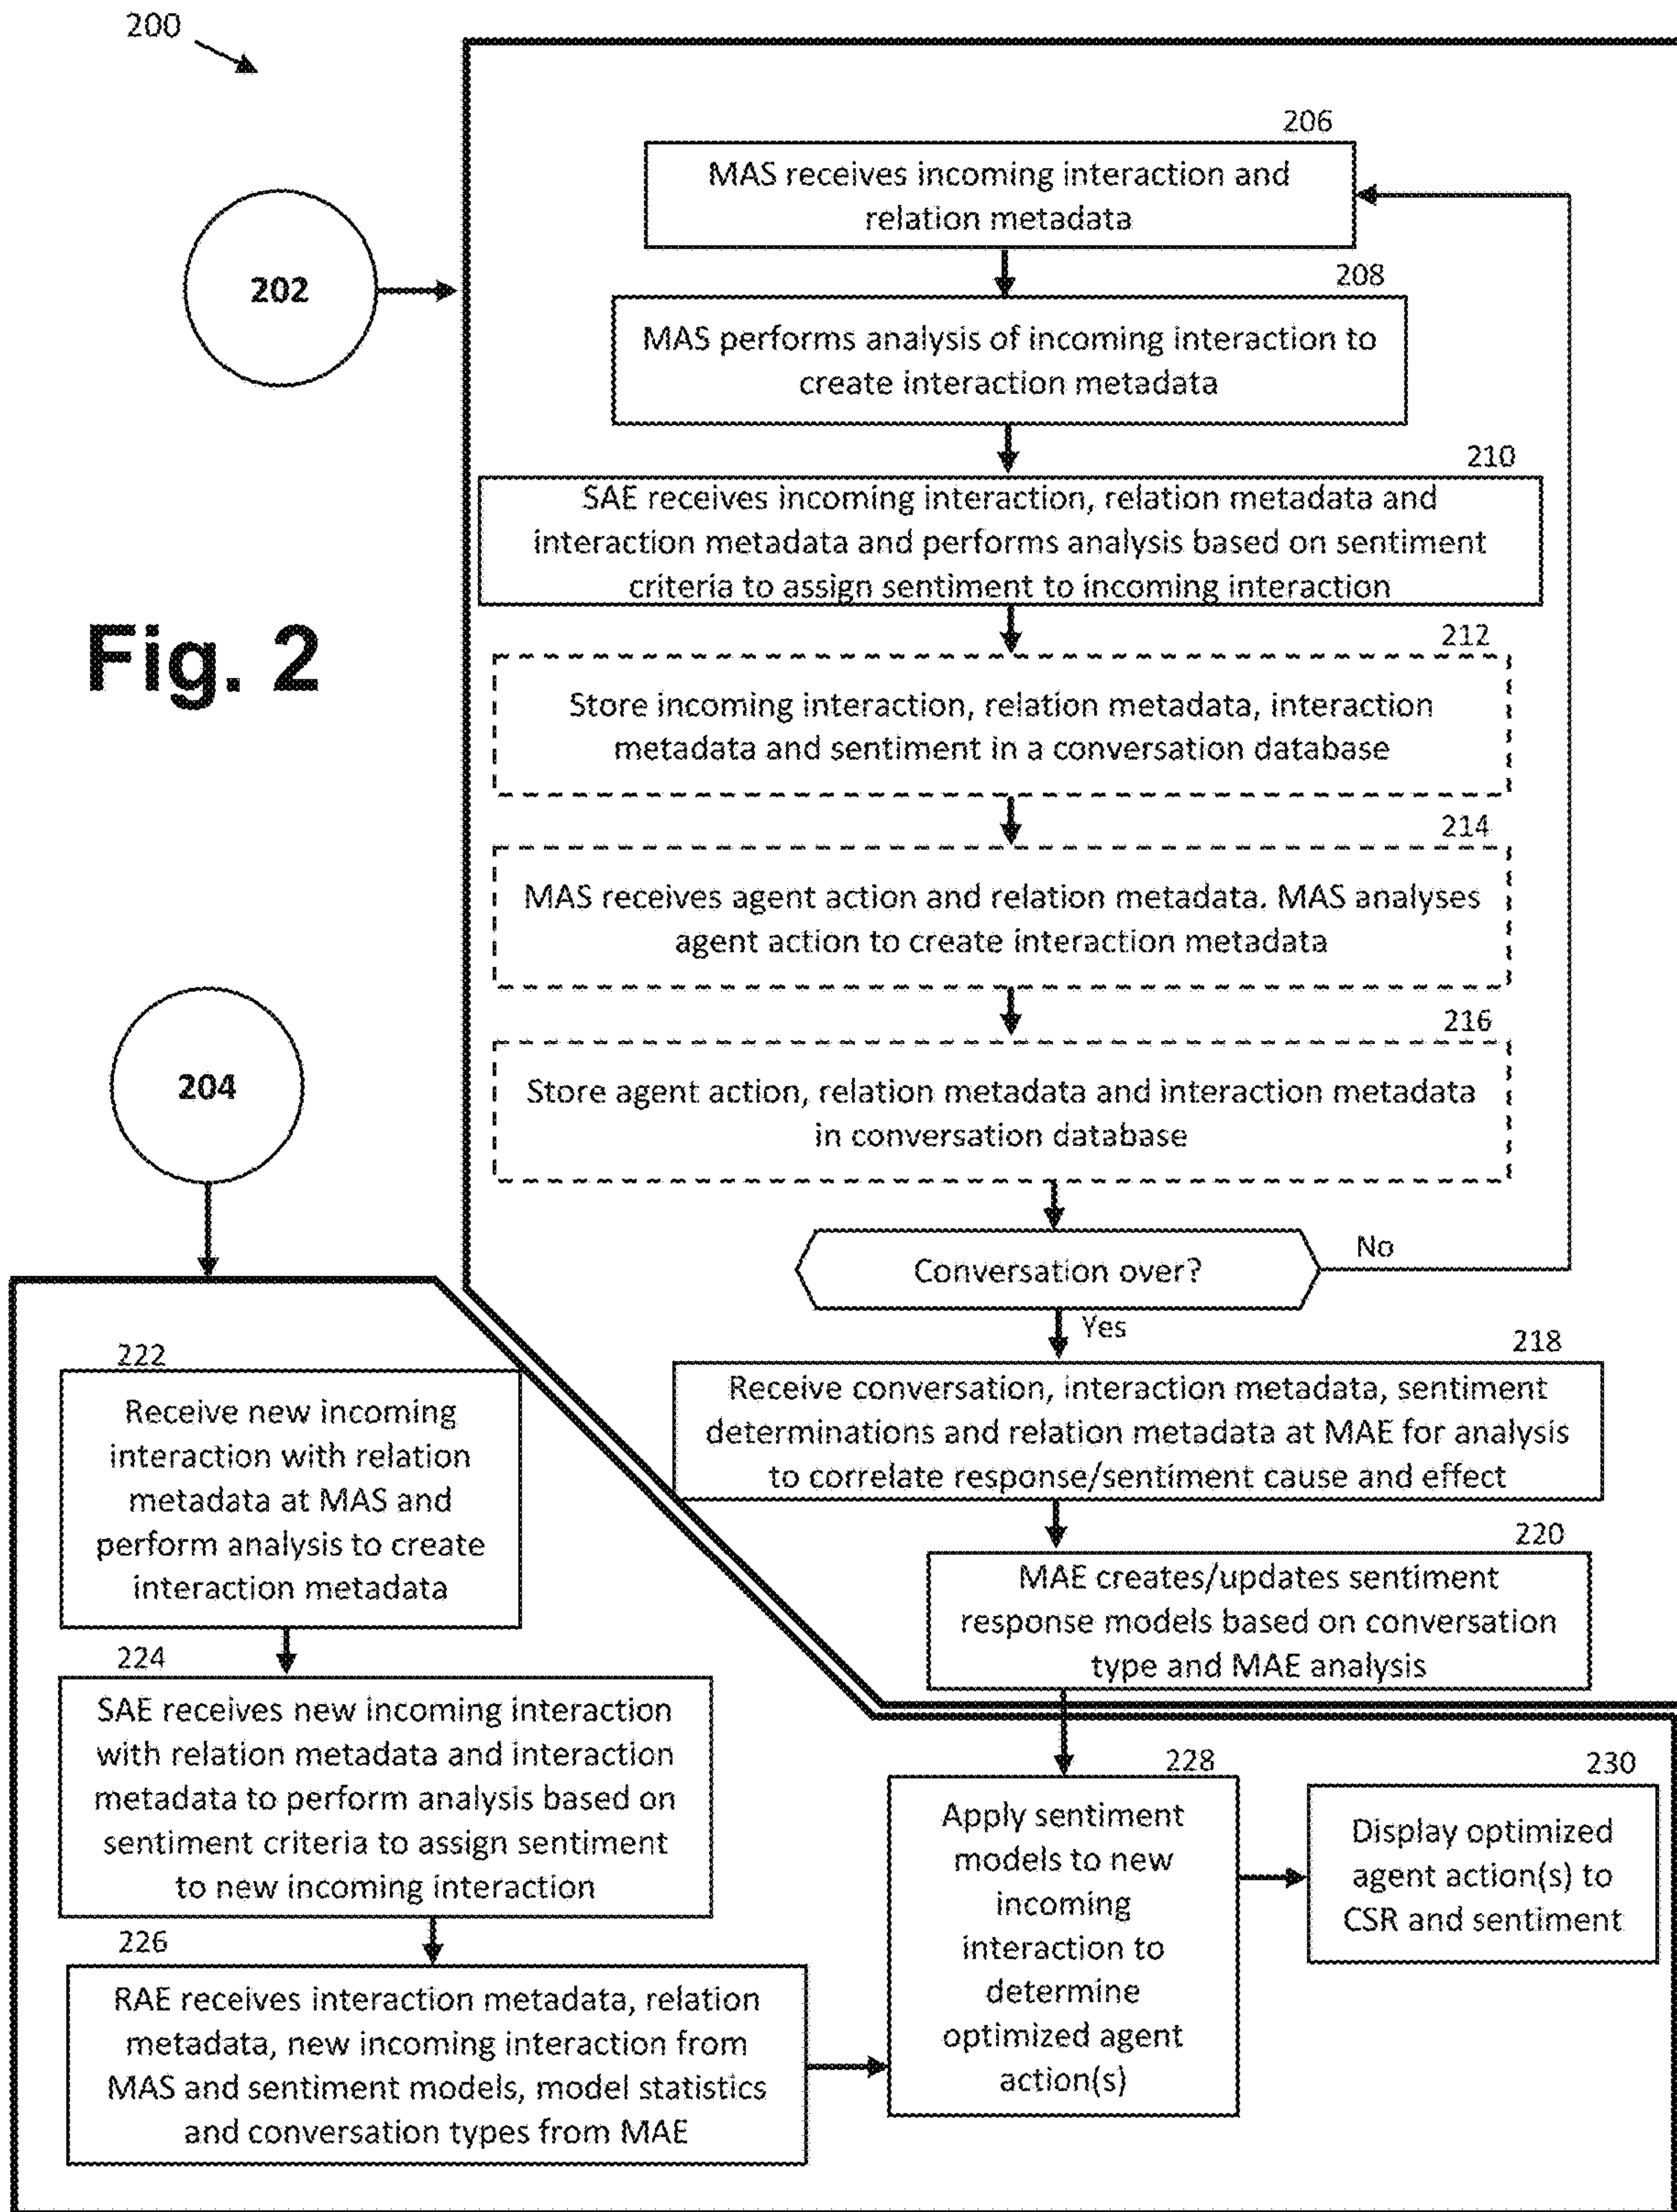 200
206
MAS receives incoming interaction and
relation metadata
202
208
MAS performs analysis of incoming interaction to
create interaction metadata
210
SAE receives incoming interaction, relation metadata and
interaction metadata and performs analysis based on sentiment
criteria to assign sentiment to incoming interaction
Fig. 2
212
Store incoming interaction, relation metadata, interaction
metadata and sentiment in a conversation database
214
MAS receives agent action and relation metadata. MAS analyses
agent action to create interaction metadata
204
216
Store agent action, relation metadata and interaction metadata
in conversation database
Conversation over?
No
Yes
218
Receive conversation, interaction metadata, sentiment
determinations and relation metadata at MAE for analysis
to correlate response/sentiment cause and effect
220
MAE creates/updates sentiment
response models based on conversation
type and MAE analysis
222
Receive new incoming
interaction with relation
metadata at MAS and
perform analysis to create
interaction metadata
224
SAE receives new incoming interaction
with relation metadata and interaction
metadata to perform analysis based on
sentiment criteria to assign sentiment
to new incoming interaction
226
RAE receives interaction metadata, relation
metadata, new incoming interaction from
MAS and sentiment models, model statistics
and conversation types from MAE
228
Apply sentiment
models to new
incoming
interaction to
determine
optimized agent
action(s)
230
Display optimized
agent action(s) to
CSR and sentiment